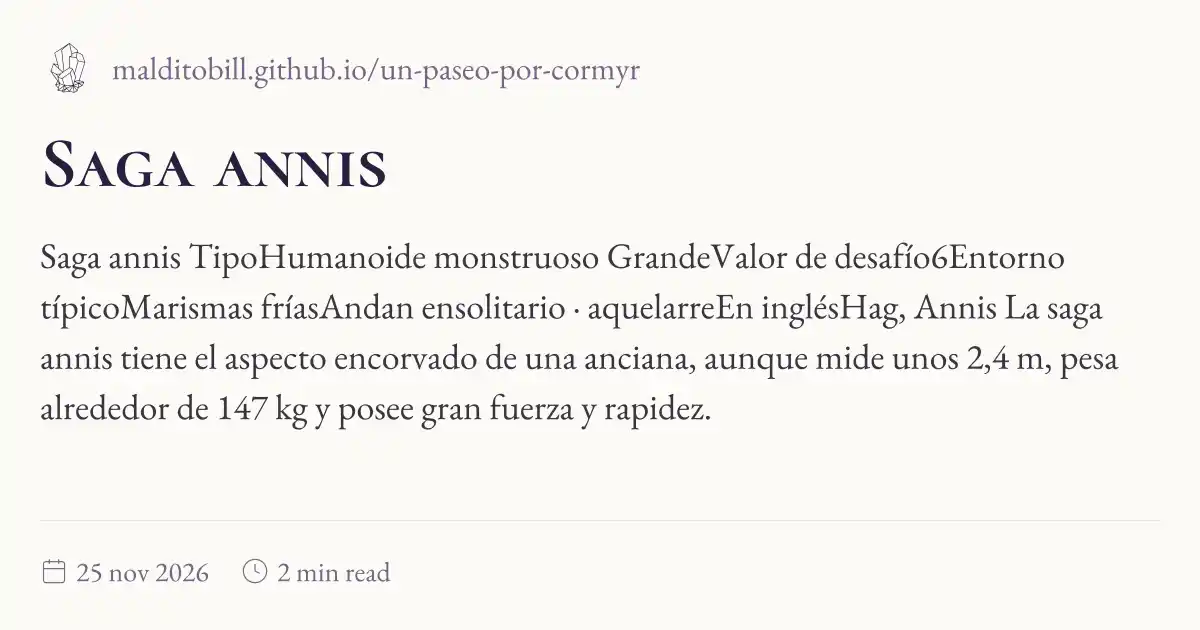 malditobill.github.io/un-paseo-por-cormyr
Saga annis
Saga annis TipoHumanoide monstruoso GrandeValor de desafío6Entorno
típicoMarismas fríasAndan ensolitario · aquelarreEn inglésHag, Annis La saga
annis tiene el aspecto encorvado de una anciana, aunque mide unos 2,4 m, pesa
alrededor de 147 kg y posee gran fuerza y rapidez.
25 nov 2026
2 min read